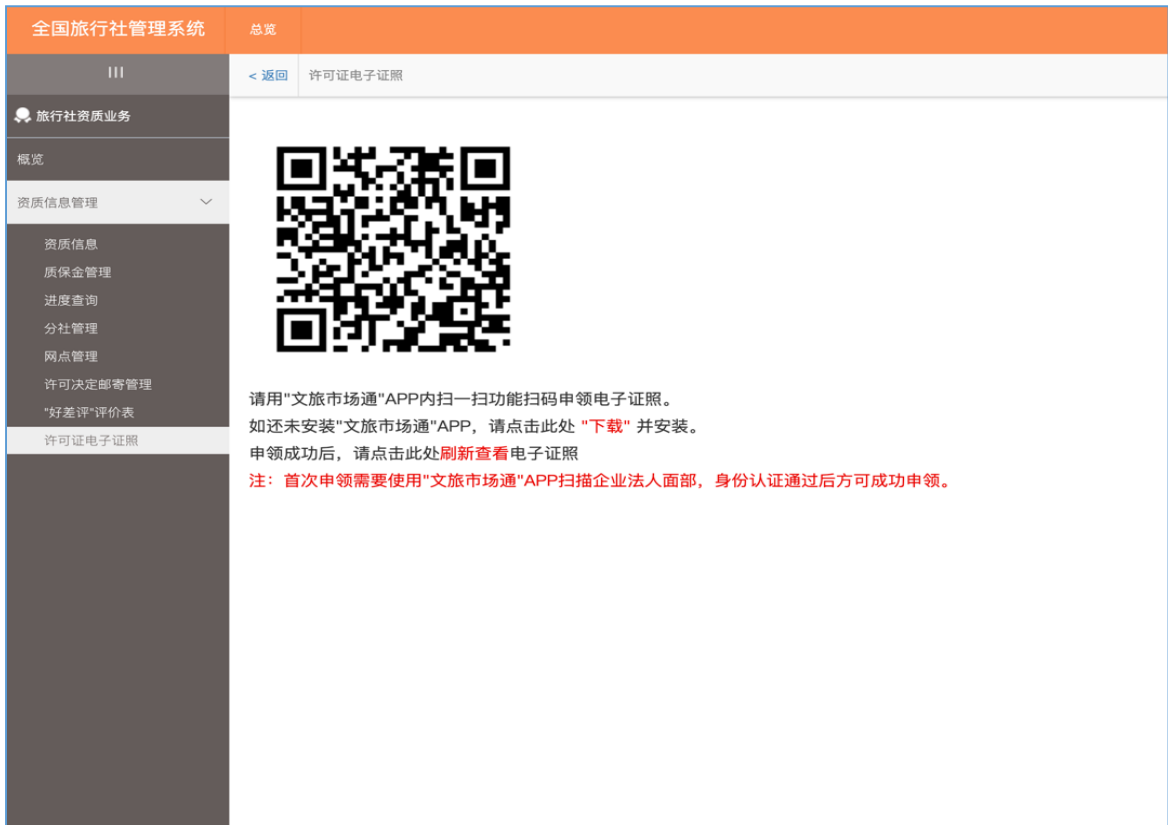 全国旅行社管理系统 总览
< 返回 许可证电子证照
旅行社资质业务
概览
资质信息管理
资质信息
质保金管理
进度查询
分社管理
网点管理
许可决定邮寄管理
"好差评"评价表
许可证电子证照
请用"文旅市场通"APP内扫一扫功能扫码申领电子证照。
如还未安装"文旅市场通"APP，请点击此处 "下载" 并安装。
申领成功后，请点击此处刷新查看电子证照
注：首次申领需要使用"文旅市场通"APP扫描企业法人面部，身份认证通过后方可成功申领。